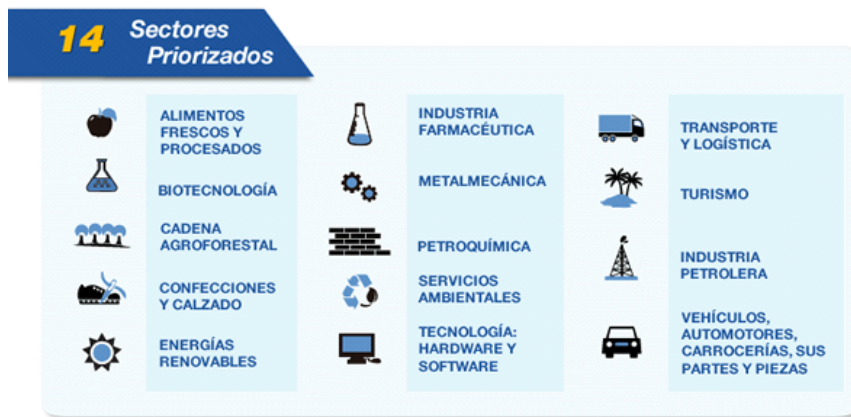 14 Sectores
Priorizados
ALIMENTOS
FRESCOS Y
PROCESADOS
BIOTECNOLOGÍA
CADENA
AGROFORESTAL
CONFECCIONES
Y CALZADO
ENERGÍAS
RENOVABLES
INDUSTRIA
FARMACÉUTICA
METALMECÁNICA
PETROQUÍMICA
SERVICIOS
AMBIENTALES
TECNOLOGÍA:
HARDWARE Y
SOFTWARE
TRANSPORTE
Y LOGÍSTICA
TURISMO
INDUSTRIA
PETROLERA
VEHÍCULOS,
AUTOMOTORES,
CARROCERÍAS, SUS
PARTES Y PIEZAS